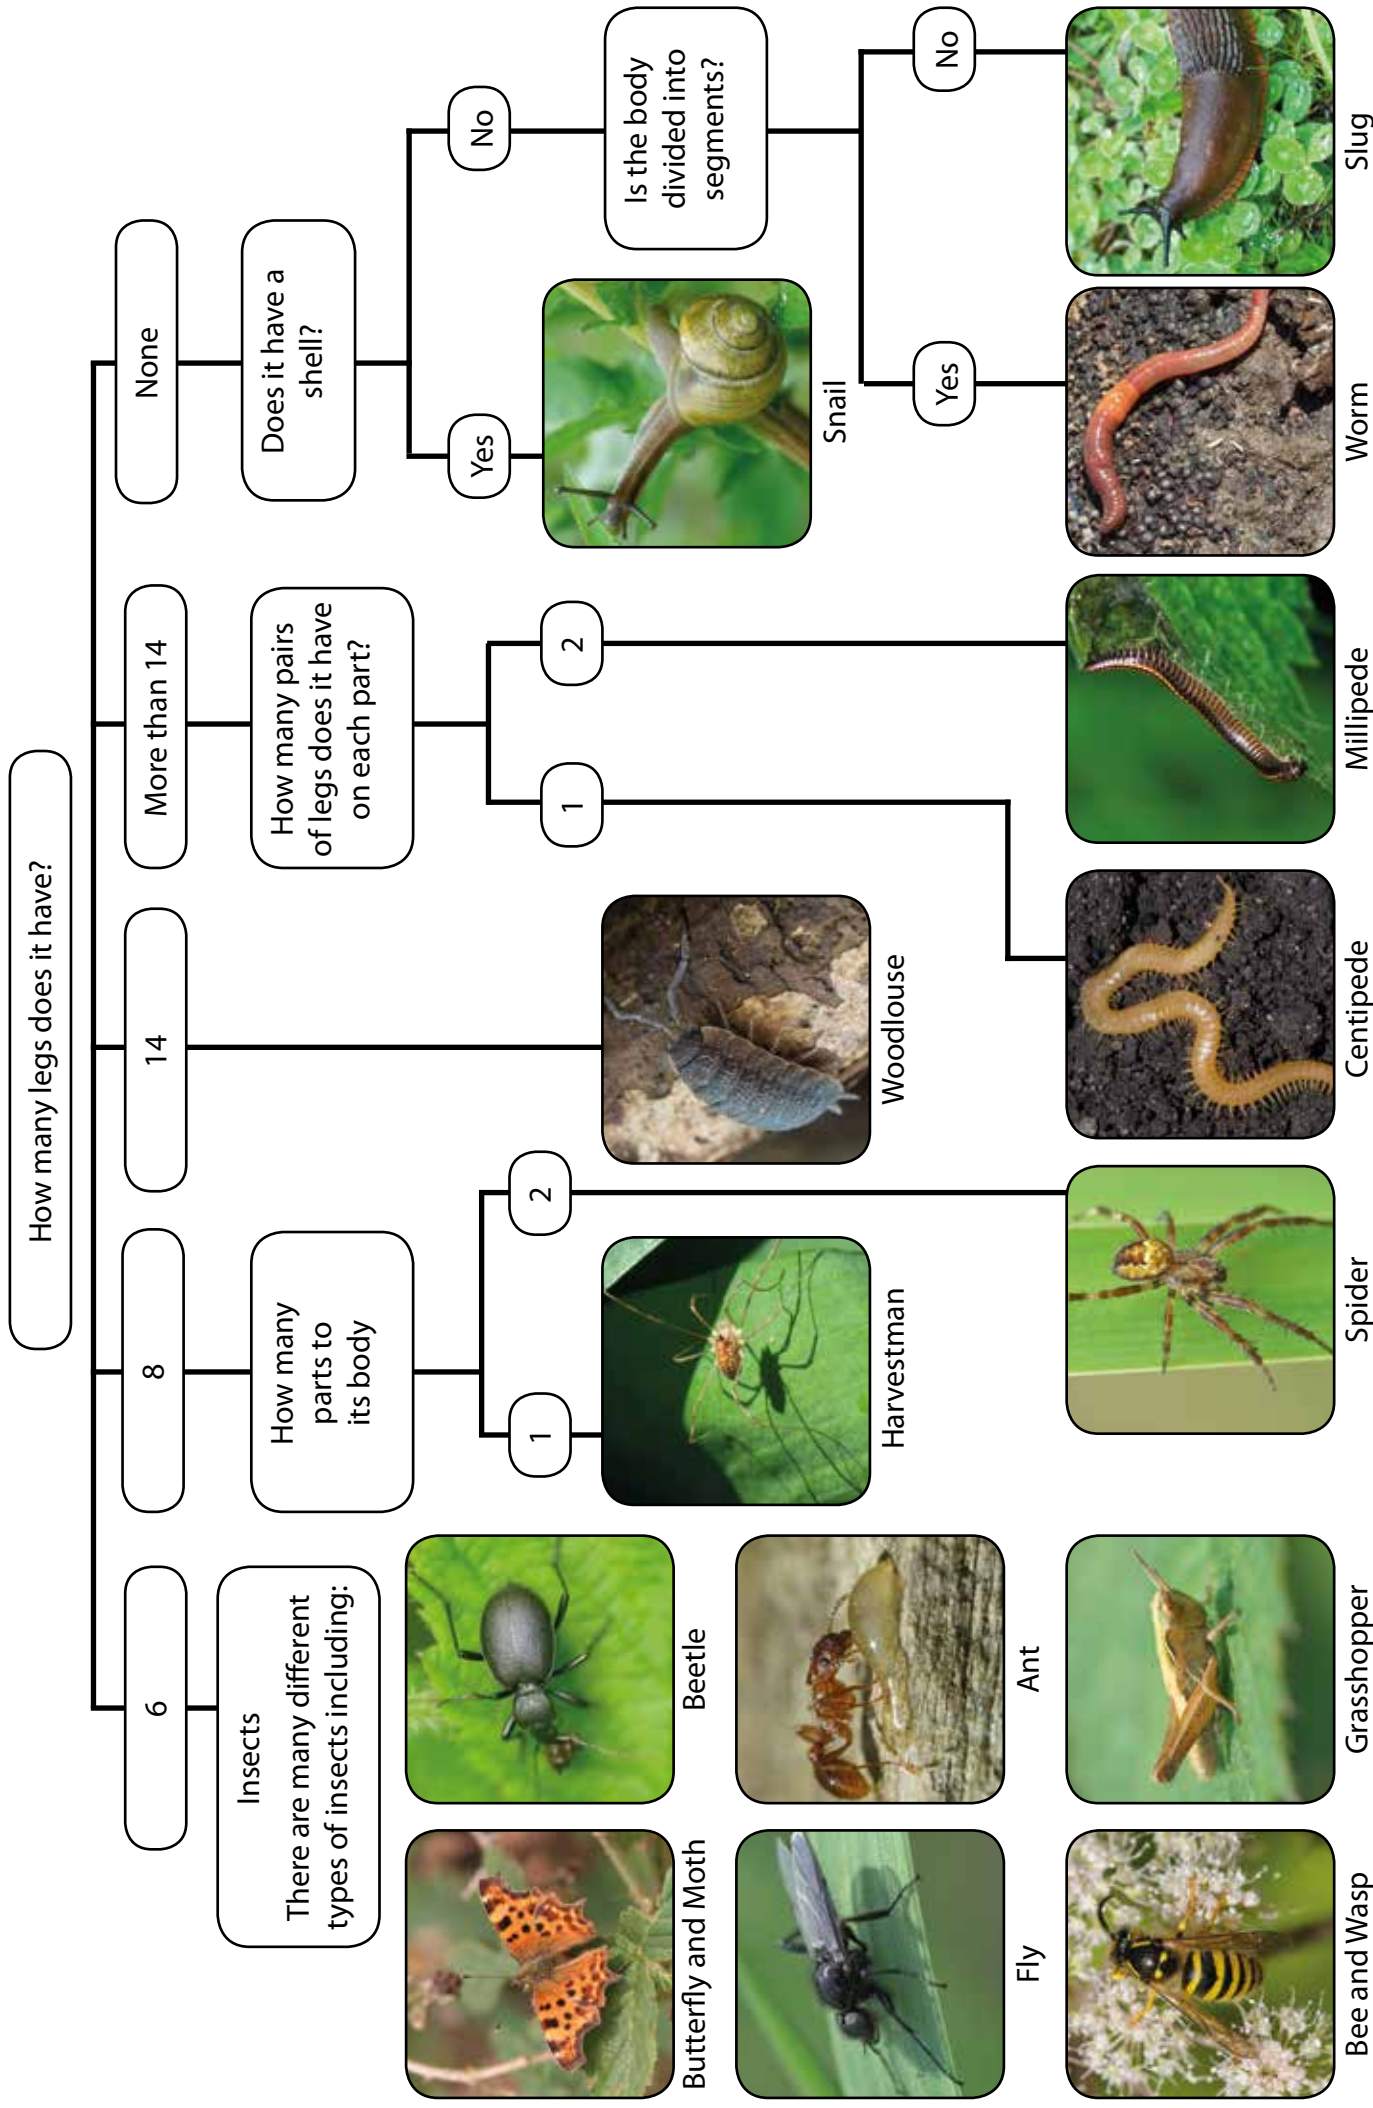 How many legs does it have?
6
8
14
More than 14
None
Insects
There are many different
types of insects including:
How many
parts to
its body
How many pairs
of legs does it have
on each part?
Does it have a
shell?
Yes
No
1
2
1
2
Is the body
divided into
segments?
Yes
No
Butterfly and Moth
Beetle
Harvestman
Woodlouse
Snail
Fly
Ant
Bee and Wasp
Grasshopper
Spider
Centipede
Millipede
Worm
Slug